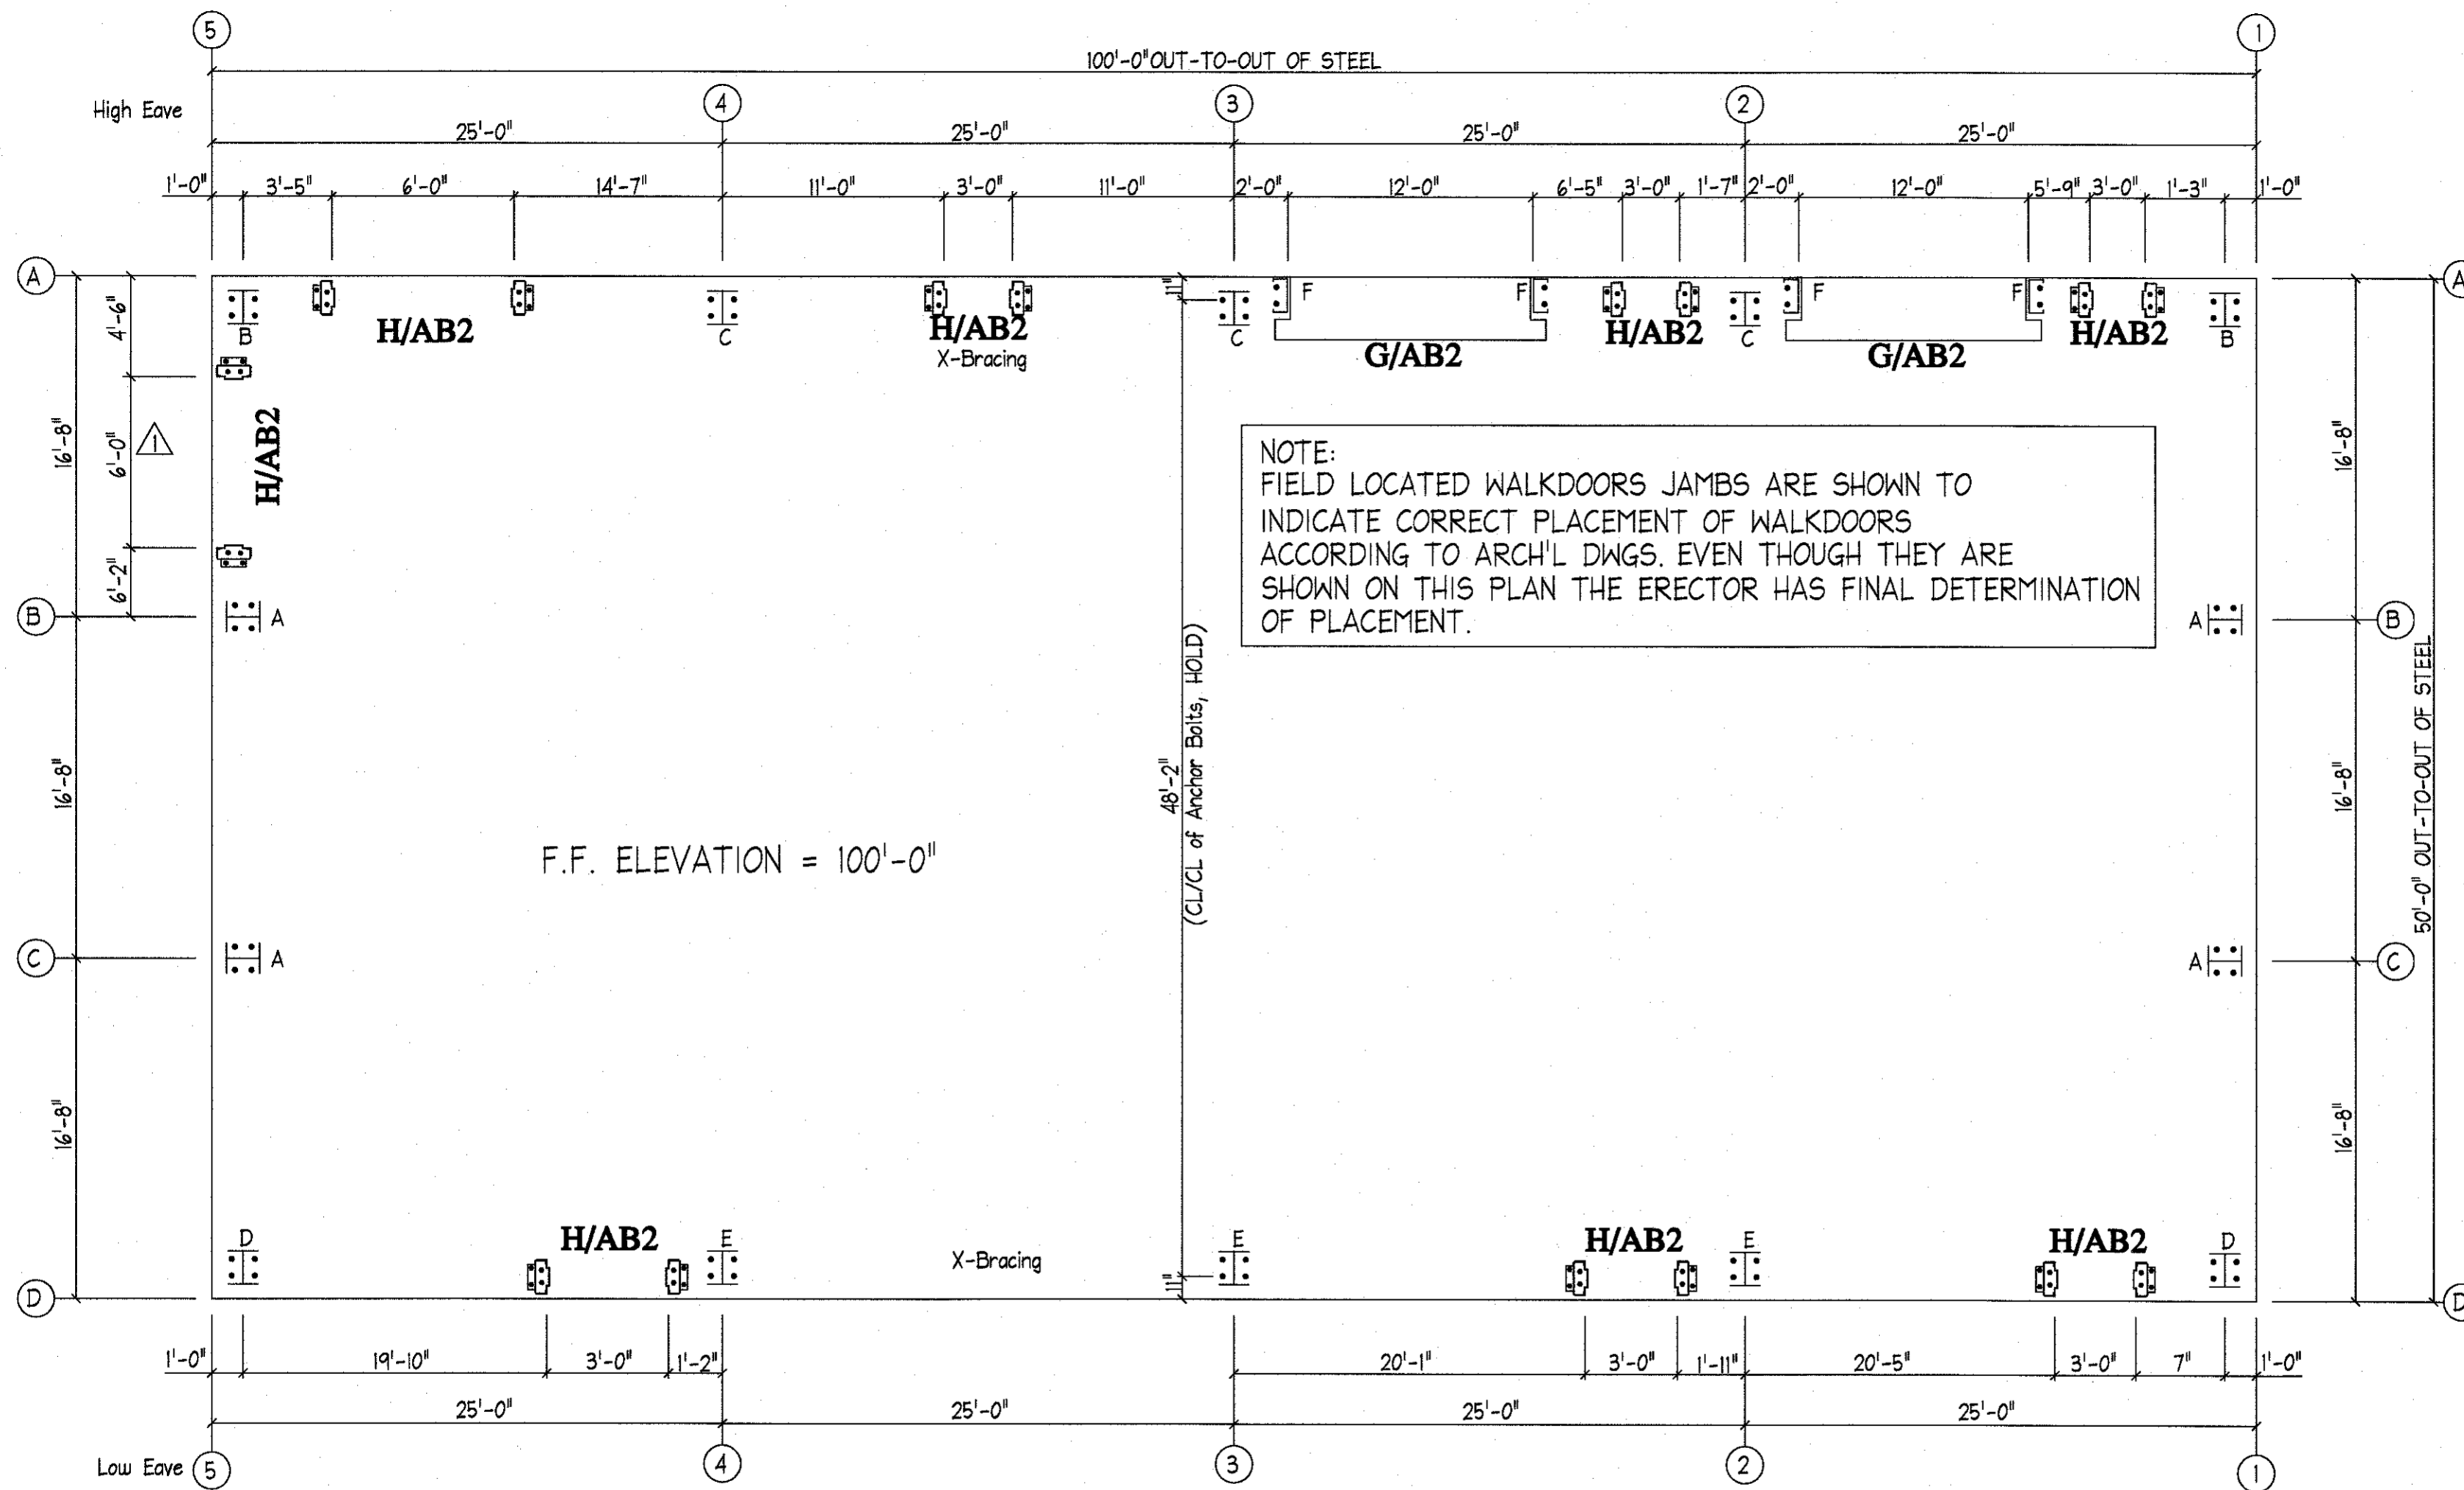 5
1
100'-0"OUT-TO-OUT OF STEEL
High Eave
4
3
2
25'-0" 25'-0" 25'-0" 25'-0"
1'-0" 3'-5" 6'-0" 14'-7" 11'-0" 3'-0" 11'-0" 2'-0" 12'-0" 6'-5" 3'-0" 1'-7" 2'-0" 12'-0" 5'-9" 3'-0" 1'-3" 1'-0"
A
A
4'-6"
11"
F F F F
B H/AB2 C H/AB2 C G/AB2 H/AB2 C G/AB2 H/AB2 B
X-Bracing
16'-8"
6'-0"
1
H/AB2
16'-8"
NOTE:
FIELD LOCATED WALKDOORS JAMBS ARE SHOWN TO
INDICATE CORRECT PLACEMENT OF WALKDOORS
ACCORDING TO ARCH'L DWGS. EVEN THOUGH THEY ARE
SHOWN ON THIS PLAN THE ERECTOR HAS FINAL DETERMINATION
OF PLACEMENT.
6'-2"
B
A
A
B
50'-0" OUT-TO-OUT OF STEEL
16'-8"
48'-2"
(CL/CL of Anchor Bolts, HOLD)
16'-8"
F.F. ELEVATION = 100'-0"
C
A
A
C
16'-8"
16'-8"
D H/AB2 E X-Bracing E H/AB2 E H/AB2 D
11"
D
D
1'-0" 19'-10" 3'-0" 1'-2" 20'-1" 3'-0" 1'-11" 20'-5" 3'-0" 7" 1'-0"
25'-0" 25'-0" 25'-0" 25'-0"
Low Eave 5 4 3 2 1